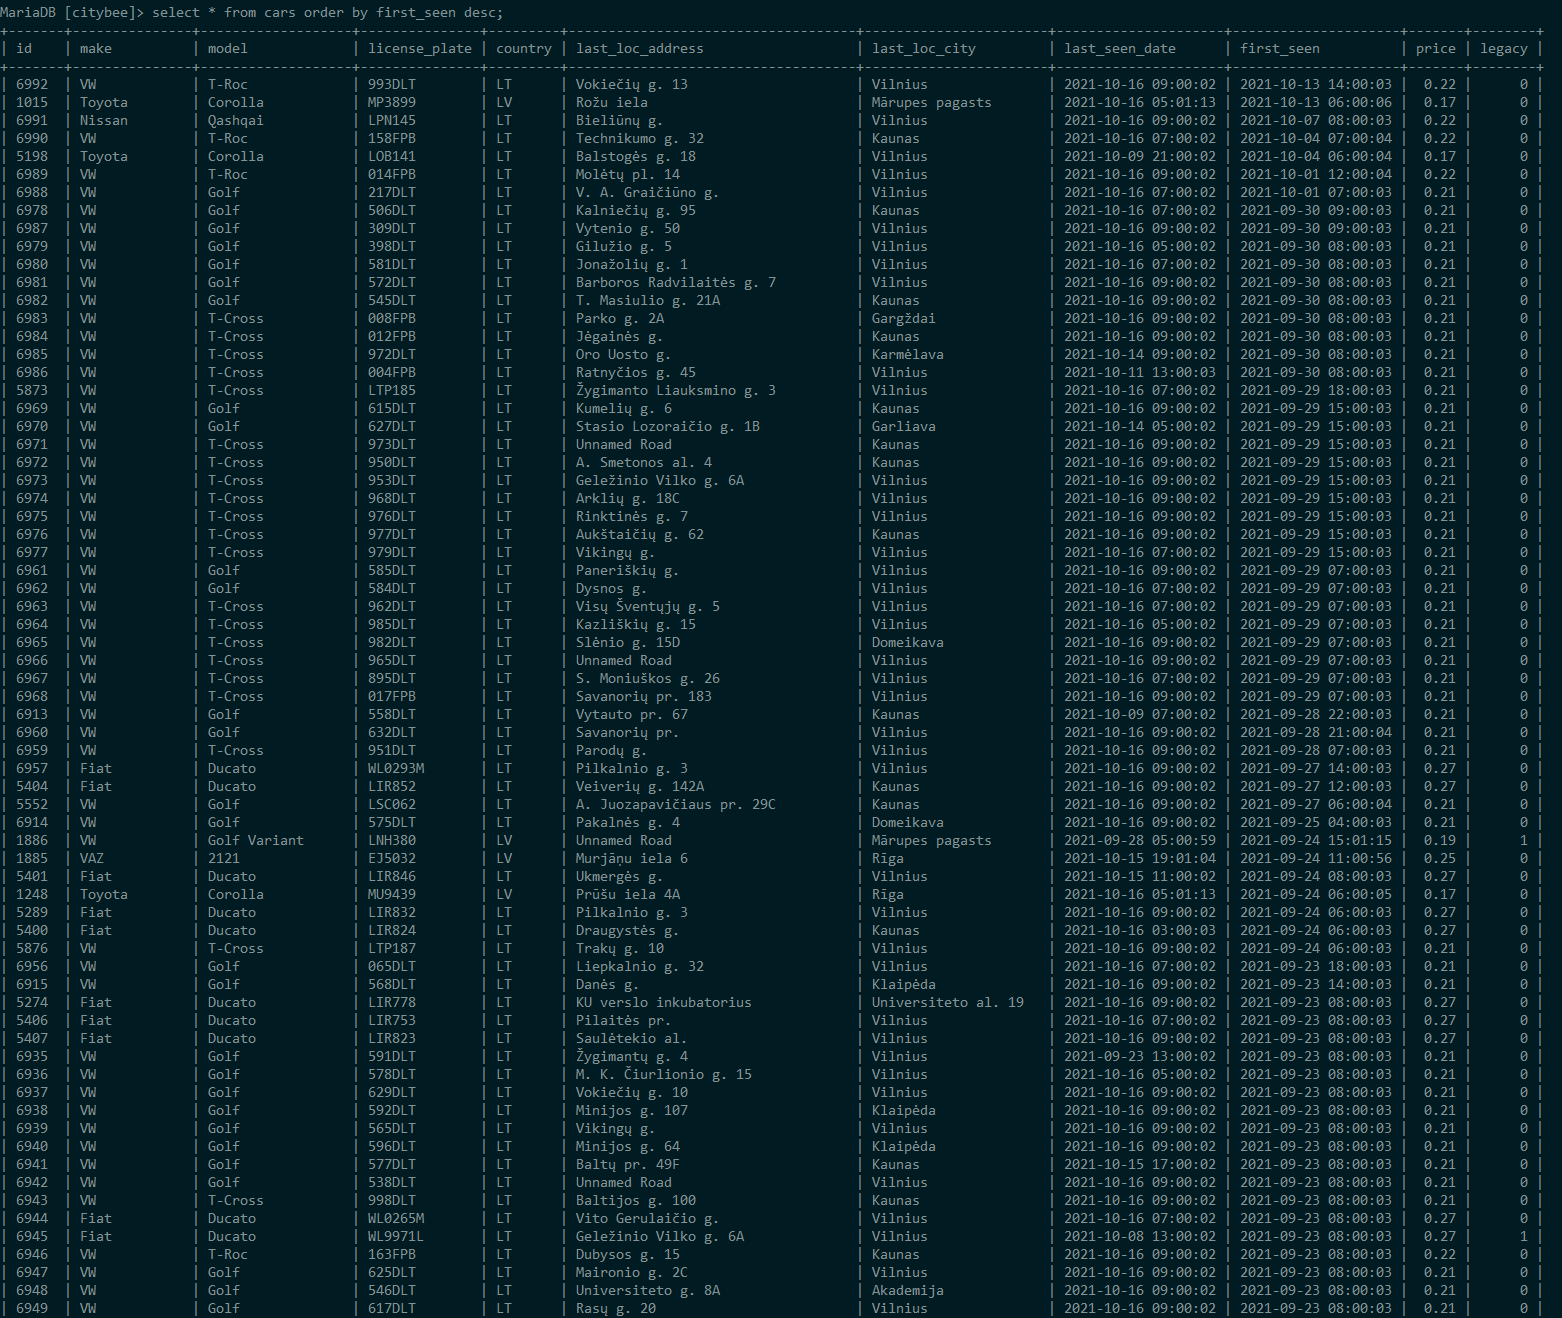 MariaDB [citybee]> select * from cars order by first_seen desc;
+-------+---------------+-------------------+---------------+---------+------------------------------------+-----------------------+---------------------+---------------------+-------+--------+
| id | make | model | license_plate | country | last_loc_address | last_loc_city | last_seen_date | first_seen | price | legacy |
+-------+---------------+-------------------+---------------+---------+------------------------------------+-----------------------+---------------------+---------------------+-------+--------+
| 6992 | VW | T-Roc | 993DLT | LT | Vokiečių g. 13 | Vilnius | 2021-10-16 09:00:02 | 2021-10-13 14:00:03 | 0.22 | 0 |
| 1015 | Toyota | Corolla | MP3899 | LV | Rožu iela | Mārupes pagasts | 2021-10-16 05:01:13 | 2021-10-13 06:00:06 | 0.17 | 0 |
| 6991 | Nissan | Qashqai | LPN145 | LT | Bieliūnų g. | Vilnius | 2021-10-16 09:00:02 | 2021-10-07 08:00:03 | 0.22 | 0 |
| 6990 | VW | T-Roc | 158FPB | LT | Technikumo g. 32 | Kaunas | 2021-10-16 09:00:02 | 2021-10-04 07:00:04 | 0.22 | 0 |
| 5198 | Toyota | Corolla | LOB141 | LT | Balstogės g. 18 | Vilnius | 2021-10-09 21:00:02 | 2021-10-04 06:00:04 | 0.17 | 0 |
| 6989 | VW | T-Roc | 014FPB | LT | Molėtų pl. 14 | Vilnius | 2021-10-16 09:00:02 | 2021-10-01 12:00:04 | 0.22 | 0 |
| 6988 | VW | Golf | 217DLT | LT | V. A. Graičiūno g. | Vilnius | 2021-10-16 07:00:02 | 2021-10-01 07:00:03 | 0.21 | 0 |
| 6978 | VW | Golf | 506DLT | LT | Kalniečių g. 95 | Kaunas | 2021-10-16 07:00:02 | 2021-09-30 09:00:03 | 0.21 | 0 |
| 6987 | VW | Golf | 309DLT | LT | Vytenio g. 50 | Vilnius | 2021-10-16 09:00:02 | 2021-09-30 09:00:03 | 0.21 | 0 |
| 6979 | VW | Golf | 398DLT | LT | Gilužio g. 5 | Vilnius | 2021-10-16 05:00:02 | 2021-09-30 08:00:03 | 0.21 | 0 |
| 6980 | VW | Golf | 581DLT | LT | Jonažolių g. 1 | Vilnius | 2021-10-16 07:00:02 | 2021-09-30 08:00:03 | 0.21 | 0 |
| 6981 | VW | Golf | 572DLT | LT | Barboros Radvilaitės g. 7 | Vilnius | 2021-10-16 07:00:02 | 2021-09-30 08:00:03 | 0.21 | 0 |
| 6982 | VW | Golf | 545DLT | LT | T. Masiulio g. 21A | Kaunas | 2021-10-16 09:00:02 | 2021-09-30 08:00:03 | 0.21 | 0 |
| 6983 | VW | T-Cross | 008FPB | LT | Parko g. 2A | Gargždai | 2021-10-16 09:00:02 | 2021-09-30 08:00:03 | 0.21 | 0 |
| 6984 | VW | T-Cross | 012FPB | LT | Jėgainės g. | Kaunas | 2021-10-16 09:00:02 | 2021-09-30 08:00:03 | 0.21 | 0 |
| 6985 | VW | T-Cross | 972DLT | LT | Oro Uosto g. | Karmėlava | 2021-10-14 09:00:02 | 2021-09-30 08:00:03 | 0.21 | 0 |
| 6986 | VW | T-Cross | 004FPB | LT | Ratnyčios g. 45 | Vilnius | 2021-10-11 13:00:03 | 2021-09-30 08:00:03 | 0.21 | 0 |
| 5873 | VW | T-Cross | LTP185 | LT | Žygimanto Liauksmino g. 3 | Vilnius | 2021-10-16 07:00:02 | 2021-09-29 18:00:03 | 0.21 | 0 |
| 6969 | VW | Golf | 615DLT | LT | Kumelių g. 6 | Kaunas | 2021-10-16 09:00:02 | 2021-09-29 15:00:03 | 0.21 | 0 |
| 6970 | VW | Golf | 627DLT | LT | Stasio Lozoraičio g. 1B | Garliava | 2021-10-14 05:00:02 | 2021-09-29 15:00:03 | 0.21 | 0 |
| 6971 | VW | T-Cross | 973DLT | LT | Unnamed Road | Kaunas | 2021-10-16 09:00:02 | 2021-09-29 15:00:03 | 0.21 | 0 |
| 6972 | VW | T-Cross | 950DLT | LT | A. Smetonos al. 4 | Kaunas | 2021-10-16 09:00:02 | 2021-09-29 15:00:03 | 0.21 | 0 |
| 6973 | VW | T-Cross | 953DLT | LT | Geležinio Vilko g. 6A | Vilnius | 2021-10-16 09:00:02 | 2021-09-29 15:00:03 | 0.21 | 0 |
| 6974 | VW | T-Cross | 968DLT | LT | Arklių g. 18C | Vilnius | 2021-10-16 09:00:02 | 2021-09-29 15:00:03 | 0.21 | 0 |
| 6975 | VW | T-Cross | 976DLT | LT | Rinktinės g. 7 | Vilnius | 2021-10-16 09:00:02 | 2021-09-29 15:00:03 | 0.21 | 0 |
| 6976 | VW | T-Cross | 977DLT | LT | Aukštaičių g. 62 | Kaunas | 2021-10-16 07:00:02 | 2021-09-29 15:00:03 | 0.21 | 0 |
| 6977 | VW | T-Cross | 979DLT | LT | Vikingų g. | Vilnius | 2021-10-16 07:00:02 | 2021-09-29 15:00:03 | 0.21 | 0 |
| 6961 | VW | Golf | 585DLT | LT | Paneriškių g. | Vilnius | 2021-10-16 09:00:02 | 2021-09-29 07:00:03 | 0.21 | 0 |
| 6962 | VW | Golf | 584DLT | LT | Dysnos g. | Vilnius | 2021-10-16 07:00:02 | 2021-09-29 07:00:03 | 0.21 | 0 |
| 6963 | VW | T-Cross | 962DLT | LT | Visų Šventųjų g. 5 | Vilnius | 2021-10-16 07:00:02 | 2021-09-29 07:00:03 | 0.21 | 0 |
| 6964 | VW | T-Cross | 985DLT | LT | Kazliškių g. 15 | Vilnius | 2021-10-16 05:00:02 | 2021-09-29 07:00:03 | 0.21 | 0 |
| 6965 | VW | T-Cross | 982DLT | LT | Slėnio g. 15D | Domeikava | 2021-10-16 09:00:02 | 2021-09-29 07:00:03 | 0.21 | 0 |
| 6966 | VW | T-Cross | 965DLT | LT | Unnamed Road | Vilnius | 2021-10-16 09:00:02 | 2021-09-29 07:00:03 | 0.21 | 0 |
| 6967 | VW | T-Cross | 895DLT | LT | S. Moniuškos g. 26 | Vilnius | 2021-10-16 07:00:02 | 2021-09-29 07:00:03 | 0.21 | 0 |
| 6968 | VW | T-Cross | 017FPB | LT | Savanorių pr. 183 | Vilnius | 2021-10-16 09:00:02 | 2021-09-29 07:00:03 | 0.21 | 0 |
| 6913 | VW | Golf | 558DLT | LT | Vytauto pr. 67 | Kaunas | 2021-10-09 07:00:02 | 2021-09-28 22:00:03 | 0.21 | 0 |
| 6960 | VW | Golf | 632DLT | LT | Savanorių pr. | Vilnius | 2021-10-16 09:00:02 | 2021-09-28 21:00:04 | 0.21 | 0 |
| 6959 | VW | T-Cross | 951DLT | LT | Parodų g. | Vilnius | 2021-10-16 09:00:02 | 2021-09-28 07:00:03 | 0.21 | 0 |
| 6957 | Fiat | Ducato | WL0293M | LT | Pilkalnio g. 3 | Vilnius | 2021-10-16 09:00:02 | 2021-09-27 14:00:03 | 0.27 | 0 |
| 5404 | Fiat | Ducato | LIR852 | LT | Veiverių g. 142A | Kaunas | 2021-10-16 09:00:02 | 2021-09-27 12:00:03 | 0.27 | 0 |
| 5552 | VW | Golf | LSC062 | LT | A. Juozapavičiaus pr. 29C | Kaunas | 2021-10-16 09:00:02 | 2021-09-27 06:00:04 | 0.21 | 0 |
| 6914 | VW | Golf | 575DLT | LT | Pakalnės g. 4 | Domeikava | 2021-10-16 09:00:02 | 2021-09-25 04:00:03 | 0.21 | 0 |
| 1886 | VW | Golf Variant | LNH380 | LV | Unnamed Road | Mārupes pagasts | 2021-09-28 05:00:59 | 2021-09-24 15:01:15 | 0.19 | 1 |
| 1885 | VAZ | 2121 | EJ5032 | LV | Murjāņu iela 6 | Rīga | 2021-10-15 19:01:04 | 2021-09-24 11:00:56 | 0.25 | 0 |
| 5401 | Fiat | Ducato | LIR846 | LT | Ukmergės g. | Vilnius | 2021-10-15 11:00:02 | 2021-09-24 08:00:03 | 0.27 | 0 |
| 1248 | Toyota | Corolla | MU9439 | LV | Prūšu iela 4A | Rīga | 2021-10-16 05:01:13 | 2021-09-24 06:00:05 | 0.17 | 0 |
| 5289 | Fiat | Ducato | LIR832 | LT | Pilkalnio g. 3 | Vilnius | 2021-10-16 09:00:02 | 2021-09-24 06:00:03 | 0.27 | 0 |
| 5400 | Fiat | Ducato | LIR824 | LT | Draugystės g. | Kaunas | 2021-10-16 03:00:03 | 2021-09-24 06:00:03 | 0.27 | 0 |
| 5876 | VW | T-Cross | LTP187 | LT | Trakų g. 10 | Vilnius | 2021-10-16 09:00:02 | 2021-09-24 06:00:03 | 0.21 | 0 |
| 6956 | VW | Golf | 065DLT | LT | Liepkalnio g. 32 | Vilnius | 2021-10-16 07:00:02 | 2021-09-23 18:00:03 | 0.21 | 0 |
| 6915 | VW | Golf | 568DLT | LT | Danės g. | Klaipėda | 2021-10-16 09:00:02 | 2021-09-23 14:00:03 | 0.21 | 0 |
| 5274 | Fiat | Ducato | LIR778 | LT | KU verslo inkubatorius | Universiteto al. 19 | 2021-10-16 09:00:02 | 2021-09-23 08:00:03 | 0.27 | 0 |
| 5406 | Fiat | Ducato | LIR753 | LT | Pilaitės pr. | Vilnius | 2021-10-16 07:00:02 | 2021-09-23 08:00:03 | 0.27 | 0 |
| 5407 | Fiat | Ducato | LIR823 | LT | Saulėtekio al. | Vilnius | 2021-10-16 09:00:02 | 2021-09-23 08:00:03 | 0.27 | 0 |
| 6935 | VW | Golf | 591DLT | LT | Žygimantų g. 4 | Vilnius | 2021-09-23 13:00:02 | 2021-09-23 08:00:03 | 0.21 | 0 |
| 6936 | VW | Golf | 578DLT | LT | M. K. Čiurlionio g. 15 | Vilnius | 2021-10-16 05:00:02 | 2021-09-23 08:00:03 | 0.21 | 0 |
| 6937 | VW | Golf | 629DLT | LT | Vokiečių g. 10 | Vilnius | 2021-10-16 09:00:02 | 2021-09-23 08:00:03 | 0.21 | 0 |
| 6938 | VW | Golf | 592DLT | LT | Minijos g. 107 | Klaipėda | 2021-10-16 09:00:02 | 2021-09-23 08:00:03 | 0.21 | 0 |
| 6939 | VW | Golf | 565DLT | LT | Vikingų g. | Vilnius | 2021-10-16 09:00:02 | 2021-09-23 08:00:03 | 0.21 | 0 |
| 6940 | VW | Golf | 596DLT | LT | Minijos g. 64 | Klaipėda | 2021-10-16 09:00:02 | 2021-09-23 08:00:03 | 0.21 | 0 |
| 6941 | VW | Golf | 577DLT | LT | Baltų pr. 49F | Kaunas | 2021-10-15 17:00:02 | 2021-09-23 08:00:03 | 0.21 | 0 |
| 6942 | VW | Golf | 538DLT | LT | Unnamed Road | Vilnius | 2021-10-16 09:00:02 | 2021-09-23 08:00:03 | 0.21 | 0 |
| 6943 | VW | T-Cross | 998DLT | LT | Baltijos g. 100 | Kaunas | 2021-10-16 09:00:02 | 2021-09-23 08:00:03 | 0.21 | 0 |
| 6944 | Fiat | Ducato | WL0265M | LT | Vito Gerulaičio g. | Vilnius | 2021-10-16 07:00:02 | 2021-09-23 08:00:03 | 0.27 | 0 |
| 6945 | Fiat | Ducato | WL9971L | LT | Geležinio Vilko g. 6A | Vilnius | 2021-10-08 13:00:02 | 2021-09-23 08:00:03 | 0.27 | 1 |
| 6946 | VW | T-Roc | 163FPB | LT | Dubysos g. 15 | Kaunas | 2021-10-16 09:00:02 | 2021-09-23 08:00:03 | 0.22 | 0 |
| 6947 | VW | Golf | 625DLT | LT | Maironio g. 2C | Vilnius | 2021-10-16 09:00:02 | 2021-09-23 08:00:03 | 0.21 | 0 |
| 6948 | VW | Golf | 546DLT | LT | Universiteto g. 8A | Akademija | 2021-10-16 09:00:02 | 2021-09-23 08:00:03 | 0.21 | 0 |
| 6949 | VW | Golf | 617DLT | LT | Rasų g. 20 | Vilnius | 2021-10-16 09:00:02 | 2021-09-23 08:00:03 | 0.21 | 0 |